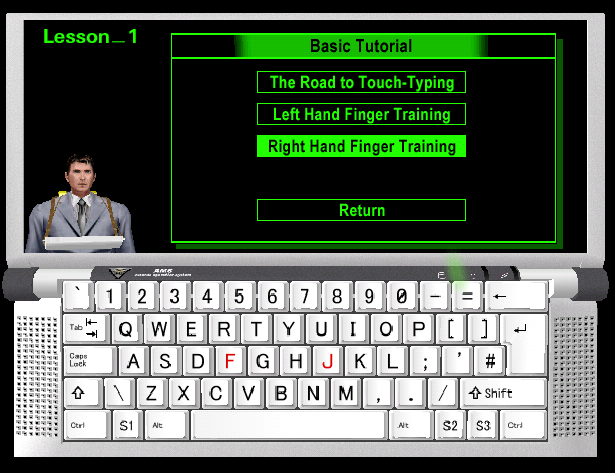 Lesson_1
Basic Tutorial
The Road to Touch-Typing
Left Hand Finger Training
Right Hand Finger Training
Return
AMS
` 1 2 3 4 5 6 7 8 9 0 - = ←
Tab Q W E R T Y U I O P [ ]
Caps Lock A S D F G H J K L ; ' #
\ Z X C V B N M , . / Shift
Ctrl S1 Alt Alt S2 S3 Ctrl